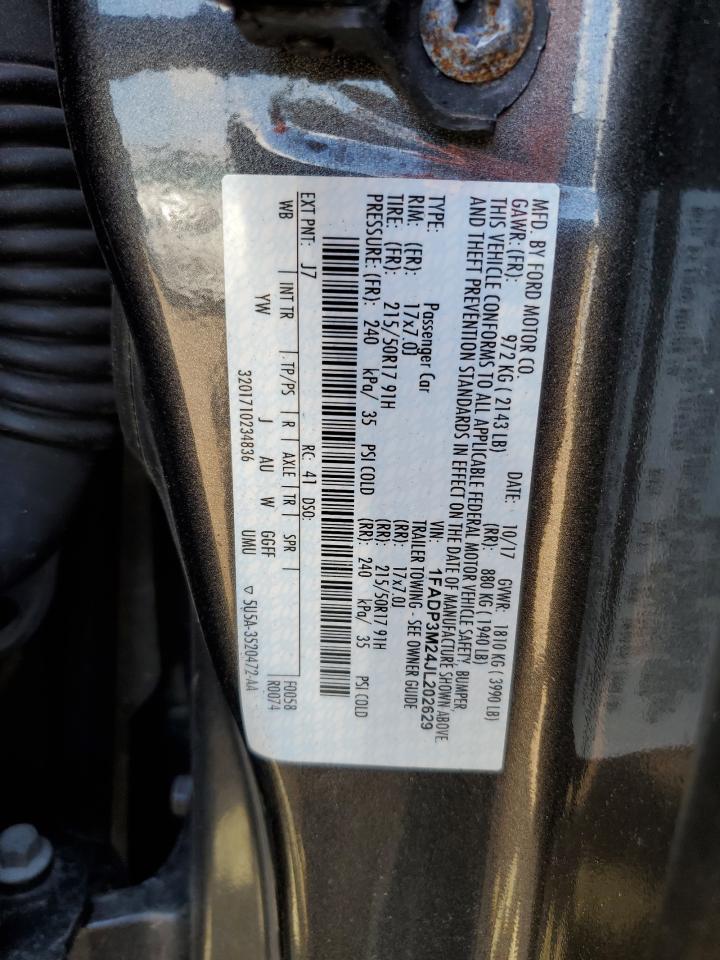 MFD. BY FORD MOTOR CO. DATE: 10/17 GVWR: 1810 KG ( 3990 LB)
GAWR: (FR): 972 KG ( 2143 LB) (RR): 880 KG ( 1940 LB)
THIS VEHICLE CONFORMS TO ALL APPLICABLE FEDERAL MOTOR VEHICLE SAFETY, BUMPER
AND THEFT PREVENTION STANDARDS IN EFFECT ON THE DATE OF MANUFACTURE SHOWN ABOVE
VIN: 1FADP3M24JL202629
TYPE: Passenger Car TRAILER TOWING - SEE OWNER GUIDE
RIM: (FR): 17x7.0J (RR): 17x7.0J
TIRE: (FR): 215/50R17 91H (RR): 215/50R17 91H
PRESSURE: (FR): 240 kPa/ 35 PSI COLD (RR): 240 kPa/ 35 PSI COLD
EXT PNT: J7 RC: 41 DSO: F0058
WB INT TR TP/PS R AXLE TR SPR R0074
YW J AU W GGFF
3201710234836 UMU ▽ 5U5A-3520472-AA